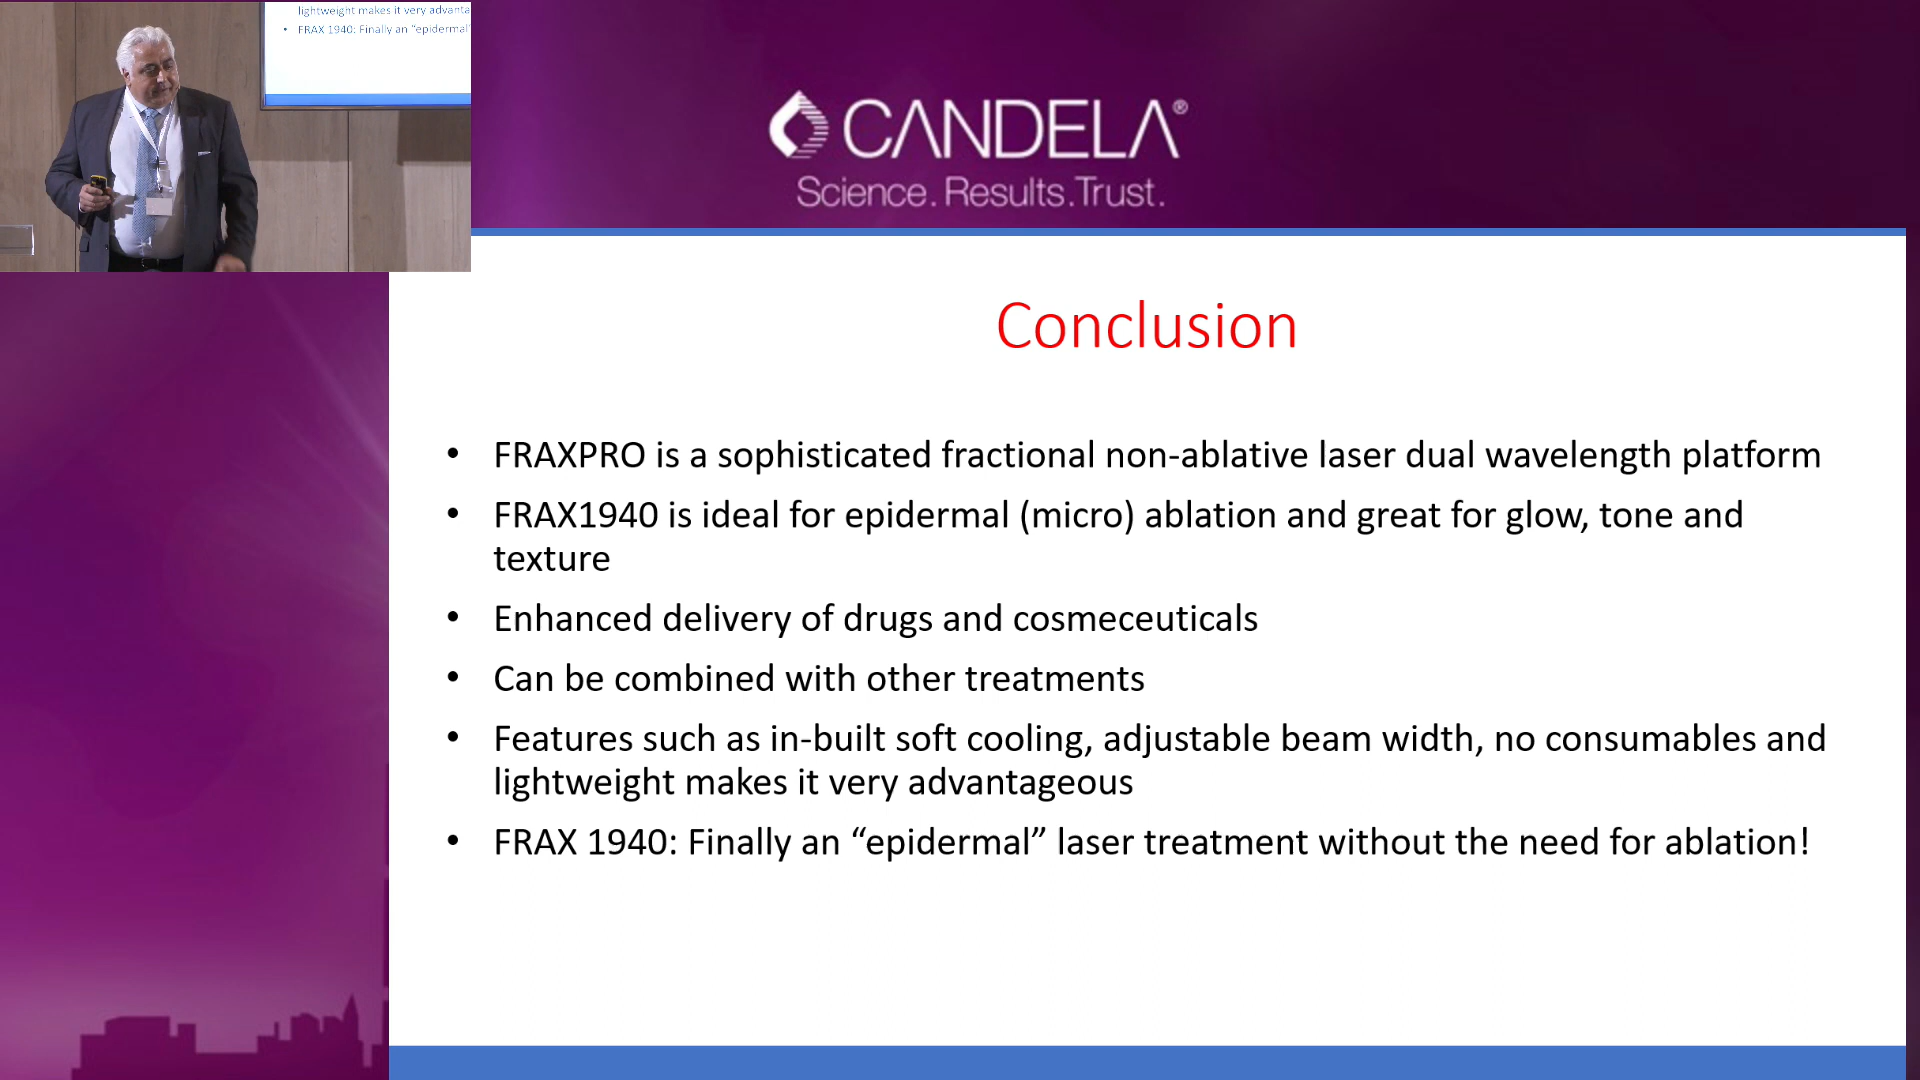 lightweight makes it very advanta
• FRAX 1940: Finally an “epidermal”
CANDELA®
Science. Results. Trust.
Conclusion
• FRAXPRO is a sophisticated fractional non-ablative laser dual wavelength platform
• FRAX1940 is ideal for epidermal (micro) ablation and great for glow, tone and
texture
• Enhanced delivery of drugs and cosmeceuticals
• Can be combined with other treatments
• Features such as in-built soft cooling, adjustable beam width, no consumables and
lightweight makes it very advantageous
• FRAX 1940: Finally an “epidermal” laser treatment without the need for ablation!